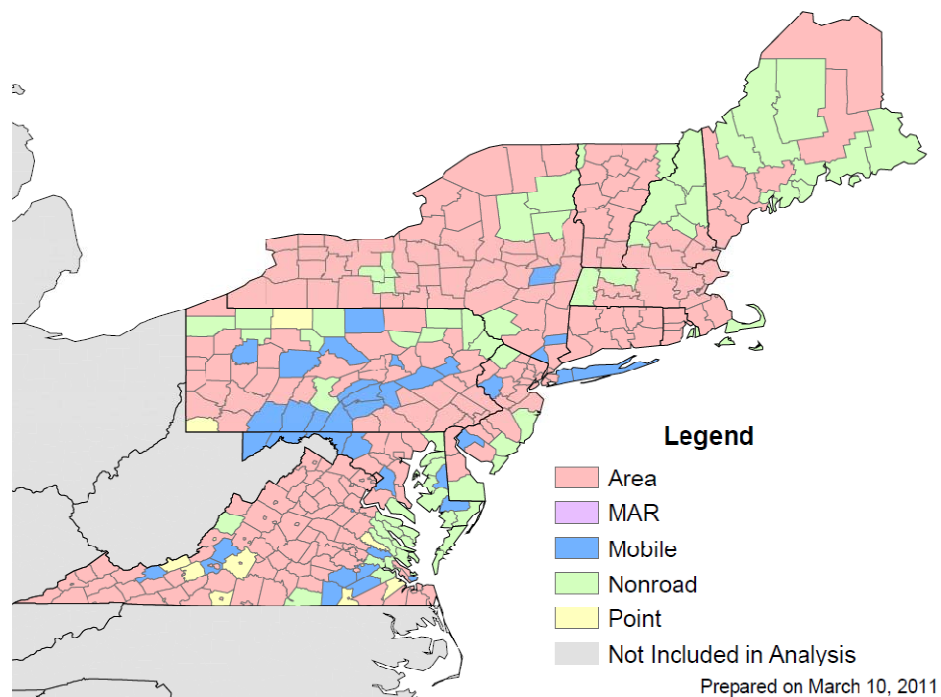 Legend
Area
MAR
Mobile
Nonroad
Point
Not Included in Analysis
Prepared on March 10, 2011